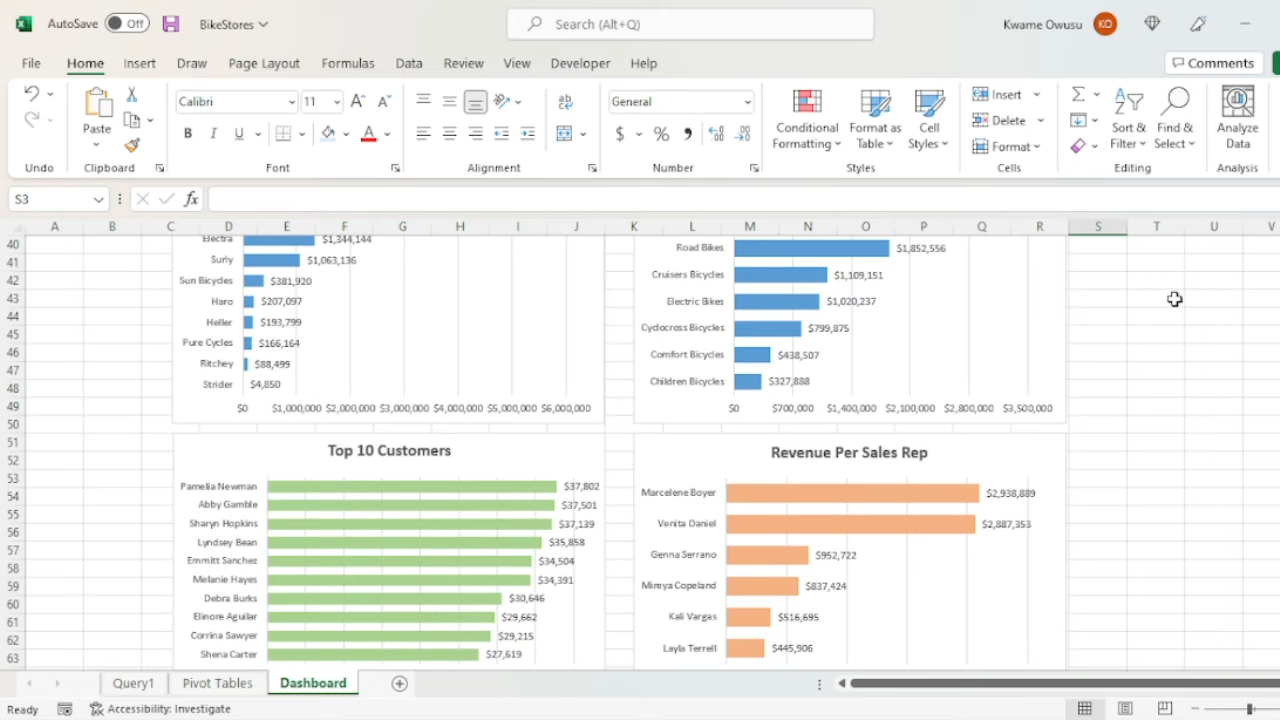 AutoSave Off BikeStores Search (Alt+Q) Kwame Owusu KO
File Home Insert Draw Page Layout Formulas Data Review View Developer Help Comments
Calibri 11 General
Paste
B I U $ % 9
Conditional Formatting Format as Table Cell Styles
Insert
Delete
Format
Sort & Filter Find & Select Analyze Data
Undo Clipboard Font Alignment Number Styles Cells Editing Analysis
S3 fx
A B C D E F G H I J K L M N O P Q R S T U V
40 41 42 43 44 45 46 47 48 49 50 51 52 53 54 55 56 57 58 59 60 61 62 63
Electra $1,344,144
Surly $1,063,136
Sun Bicycles $381,920
Haro $207,097
Heller $193,799
Pure Cycles $166,164
Ritchey $88,499
Strider $4,850
$0 $1,000,000 $2,000,000 $3,000,000 $4,000,000 $5,000,000 $6,000,000
Road Bikes $1,852,556
Cruisers Bicycles $1,109,151
Electric Bikes $1,020,237
Cyclocross Bicycles $799,875
Comfort Bicycles $438,507
Children Bicycles $327,888
$0 $700,000 $1,400,000 $2,100,000 $2,800,000 $3,500,000
Top 10 Customers
Pamelia Newman $37,802
Abby Gamble $37,501
Sharyn Hopkins $37,139
Lyndsey Bean $35,858
Emmitt Sanchez $34,504
Melanie Hayes $34,391
Debra Burks $30,646
Elinore Aguilar $29,662
Corrina Sawyer $29,215
Shena Carter $27,619
Revenue Per Sales Rep
Marcelene Boyer $2,938,889
Venita Daniel $2,887,353
Genna Serrano $952,722
Mireya Copeland $837,424
Kali Vargas $516,695
Layla Terrell $445,906
Query1 Pivot Tables Dashboard
Ready Accessibility: Investigate